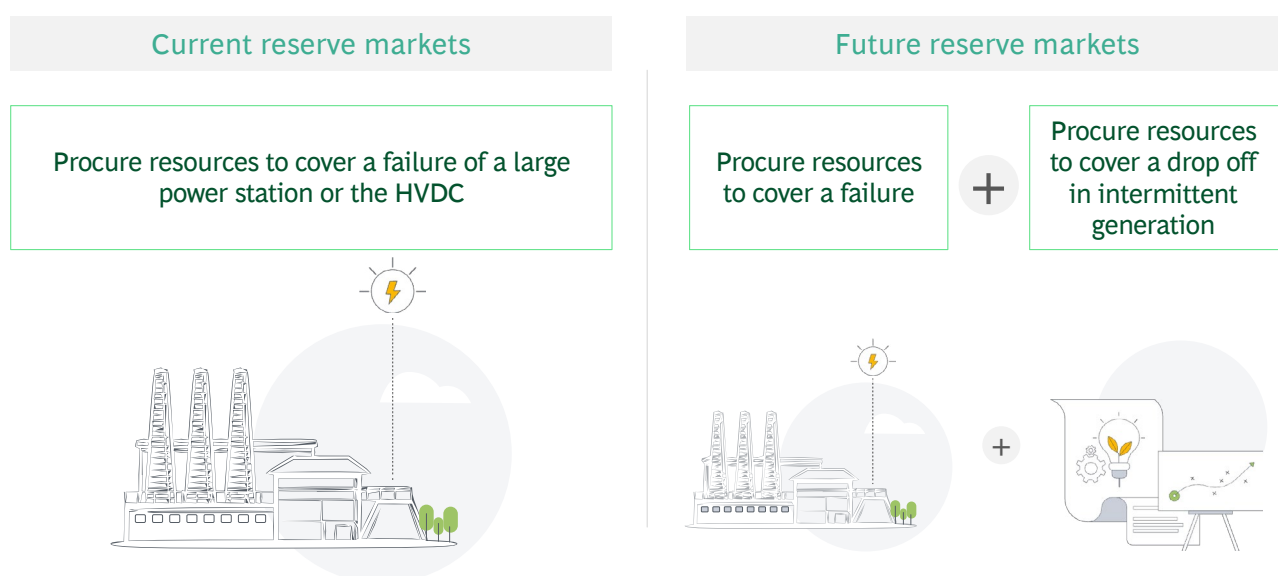 Current reserve markets
Future reserve markets
Procure resources to cover a failure of a large
power station or the HVDC
Procure resources
to cover a failure
+
Procure resources
to cover a drop off
in intermittent
generation
+